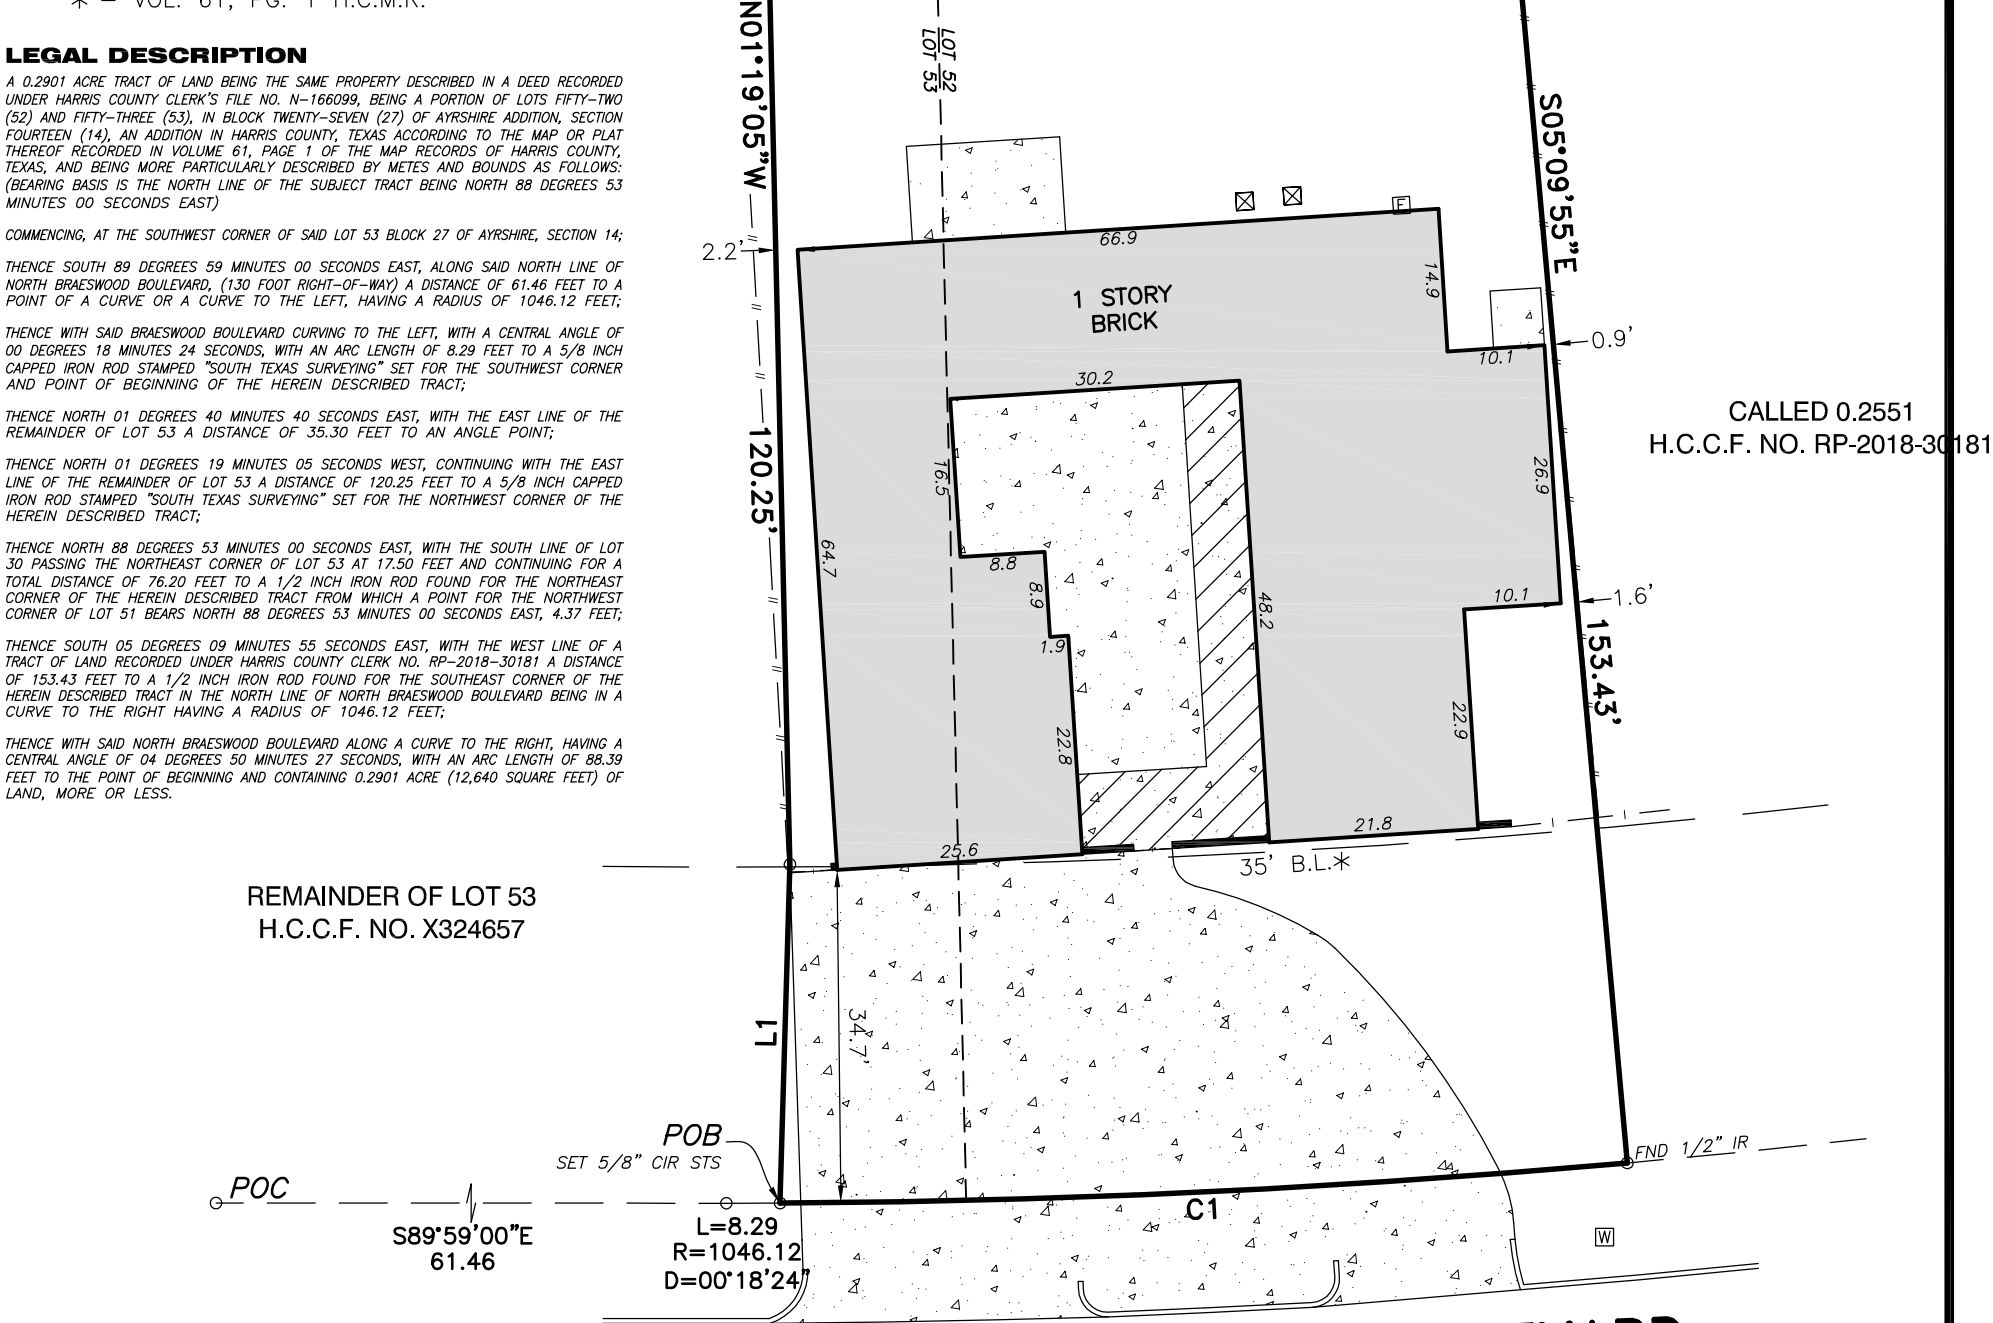 * – VOL. 61, PG. 1 H.C.M.R.
LEGAL DESCRIPTION
A 0.2901 ACRE TRACT OF LAND BEING THE SAME PROPERTY DESCRIBED IN A DEED RECORDED
UNDER HARRIS COUNTY CLERK'S FILE NO. N–166099, BEING A PORTION OF LOTS FIFTY–TWO
(52) AND FIFTY–THREE (53), IN BLOCK TWENTY–SEVEN (27) OF AYRSHIRE ADDITION, SECTION
FOURTEEN (14), AN ADDITION IN HARRIS COUNTY, TEXAS ACCORDING TO THE MAP OR PLAT
THEREOF RECORDED IN VOLUME 61, PAGE 1 OF THE MAP RECORDS OF HARRIS COUNTY,
TEXAS, AND BEING MORE PARTICULARLY DESCRIBED BY METES AND BOUNDS AS FOLLOWS:
(BEARING BASIS IS THE NORTH LINE OF THE SUBJECT TRACT BEING NORTH 88 DEGREES 53
MINUTES 00 SECONDS EAST)
COMMENCING, AT THE SOUTHWEST CORNER OF SAID LOT 53 BLOCK 27 OF AYRSHIRE, SECTION 14;
THENCE SOUTH 89 DEGREES 59 MINUTES 00 SECONDS EAST, ALONG SAID NORTH LINE OF
NORTH BRAESWOOD BOULEVARD, (130 FOOT RIGHT–OF–WAY) A DISTANCE OF 61.46 FEET TO A
POINT OF A CURVE OR A CURVE TO THE LEFT, HAVING A RADIUS OF 1046.12 FEET;
THENCE WITH SAID BRAESWOOD BOULEVARD CURVING TO THE LEFT, WITH A CENTRAL ANGLE OF
00 DEGREES 18 MINUTES 24 SECONDS, WITH AN ARC LENGTH OF 8.29 FEET TO A 5/8 INCH
CAPPED IRON ROD STAMPED "SOUTH TEXAS SURVEYING" SET FOR THE SOUTHWEST CORNER
AND POINT OF BEGINNING OF THE HEREIN DESCRIBED TRACT;
THENCE NORTH 01 DEGREES 40 MINUTES 40 SECONDS EAST, WITH THE EAST LINE OF THE
REMAINDER OF LOT 53 A DISTANCE OF 35.30 FEET TO AN ANGLE POINT;
THENCE NORTH 01 DEGREES 19 MINUTES 05 SECONDS WEST, CONTINUING WITH THE EAST
LINE OF THE REMAINDER OF LOT 53 A DISTANCE OF 120.25 FEET TO A 5/8 INCH CAPPED
IRON ROD STAMPED "SOUTH TEXAS SURVEYING" SET FOR THE NORTHWEST CORNER OF THE
HEREIN DESCRIBED TRACT;
THENCE NORTH 88 DEGREES 53 MINUTES 00 SECONDS EAST, WITH THE SOUTH LINE OF LOT
30 PASSING THE NORTHEAST CORNER OF LOT 53 AT 17.50 FEET AND CONTINUING FOR A
TOTAL DISTANCE OF 76.20 FEET TO A 1/2 INCH IRON ROD FOUND FOR THE NORTHEAST
CORNER OF THE HEREIN DESCRIBED TRACT FROM WHICH A POINT FOR THE NORTHWEST
CORNER OF LOT 51 BEARS NORTH 88 DEGREES 53 MINUTES 00 SECONDS EAST, 4.37 FEET;
THENCE SOUTH 05 DEGREES 09 MINUTES 55 SECONDS EAST, WITH THE WEST LINE OF A
TRACT OF LAND RECORDED UNDER HARRIS COUNTY CLERK NO. RP–2018–30181 A DISTANCE
OF 153.43 FEET TO A 1/2 INCH IRON ROD FOUND FOR THE SOUTHEAST CORNER OF THE
HEREIN DESCRIBED TRACT IN THE NORTH LINE OF NORTH BRAESWOOD BOULEVARD BEING IN A
CURVE TO THE RIGHT HAVING A RADIUS OF 1046.12 FEET;
THENCE WITH SAID NORTH BRAESWOOD BOULEVARD ALONG A CURVE TO THE RIGHT, HAVING A
CENTRAL ANGLE OF 04 DEGREES 50 MINUTES 27 SECONDS, WITH AN ARC LENGTH OF 88.39
FEET TO THE POINT OF BEGINNING AND CONTAINING 0.2901 ACRE (12,640 SQUARE FEET) OF
LAND, MORE OR LESS.
N01°19'05"W
120.25'
LOT 52
LOT 53
S05°09'55"E
153.43'
2.2'
66.9
E
14.9
1 STORY
BRICK
10.1
0.9'
30.2
CALLED 0.2551
H.C.C.F. NO. RP-2018-30181
16.5
26.9
64.7
8.8
8.9
48.2
10.1
1.6'
1.9
22.8
22.9
25.6
21.8
35' B.L.*
REMAINDER OF LOT 53
H.C.C.F. NO. X324657
L1
34.7'
POB
SET 5/8" CIR STS
FND 1/2" IR
POC
S89°59'00"E
61.46
L=8.29
R=1046.12
D=00°18'24"
C1
W